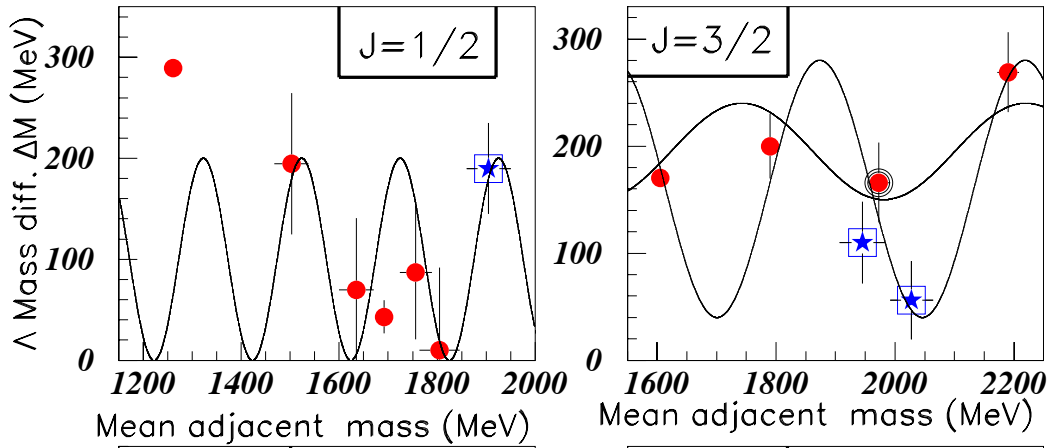 J=1/2
J=3/2
Λ Mass diff. ΔM (MeV)
300
200
100
0
300
200
100
0
1200 1400 1600 1800 2000
1600 1800 2000 2200
Mean adjacent mass (MeV)
Mean adjacent mass (MeV)